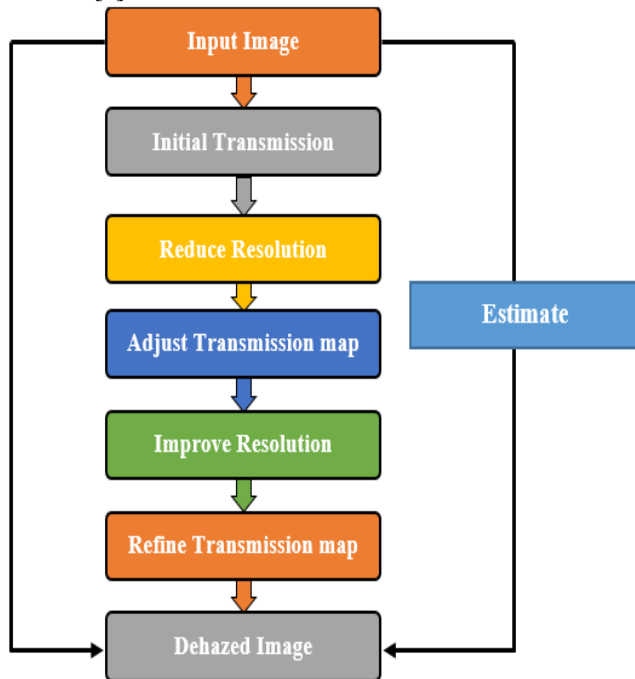 Input Image
Initial Transmission
Reduce Resolution
Estimate
Adjust Transmission map
Improve Resolution
Refine Transmission map
Dehazed Image